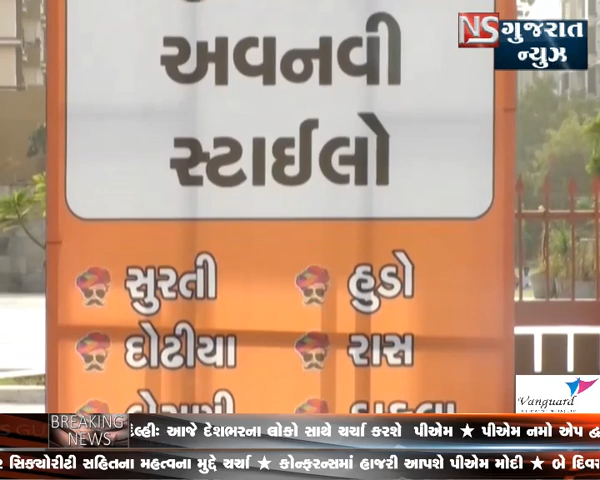 NS ગુજરાત
ન્યુઝ
અવનવી
સ્ટાઈલો
સુરતી
હુડો
દોઢીયા
રાસ
Vanguard
BREAKING
NEWS
દિલ્હીઃ આજે દેશભરના લોકો સાથે ચર્ચા કરશે પીએમ ★ પીએમ નમો એપ દ્વ
ર સિક્યોરીટી સહિતના મહત્વના મુદ્દે ચર્ચા ★ કોન્ફરન્સમાં હાજરી આપશે પીએમ મોદી ★ બે દિવસ